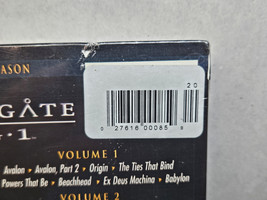 ASON
GATE
·1
20
0 27616 00085
VOLUME 1
Avalon • Avalon, Part 2 • Origin • The Ties That Bind
Powers That Be • Beachhead • Ex Deus Machina • Babylon
VOLUME 2